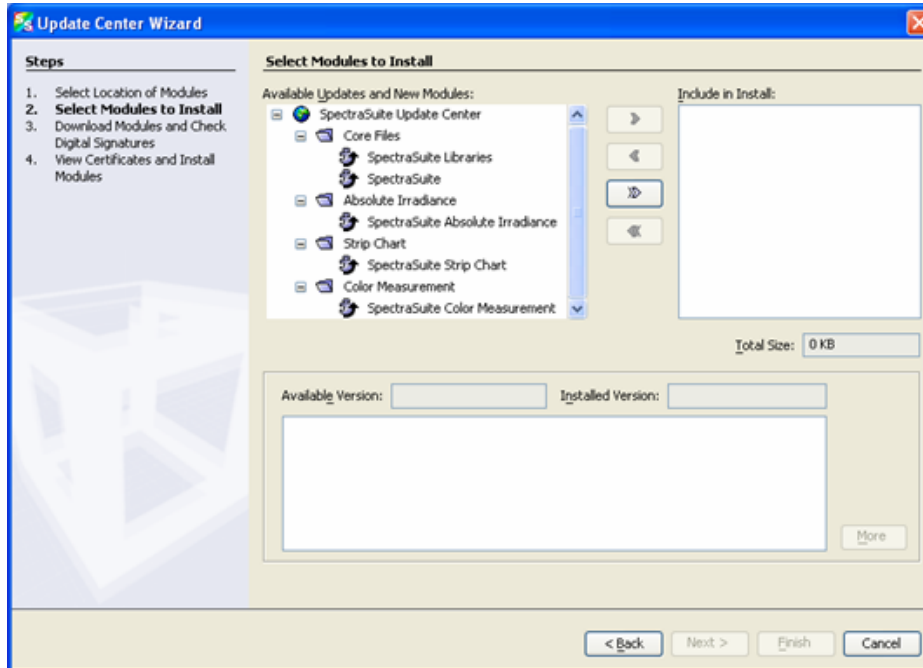 Update Center Wizard
Steps
1. Select Location of Modules
2. Select Modules to Install
3. Download Modules and Check
Digital Signatures
4. View Certificates and Install
Modules
Select Modules to Install
Available Updates and New Modules:
SpectraSuite Update Center
Core Files
SpectraSuite Libraries
SpectraSuite
Absolute Irradiance
SpectraSuite Absolute Irradiance
Strip Chart
SpectraSuite Strip Chart
Color Measurement
SpectraSuite Color Measurement
Include in Install:
Total Size: 0 KB
Available Version:
Installed Version:
More
< Back
Next >
Finish
Cancel